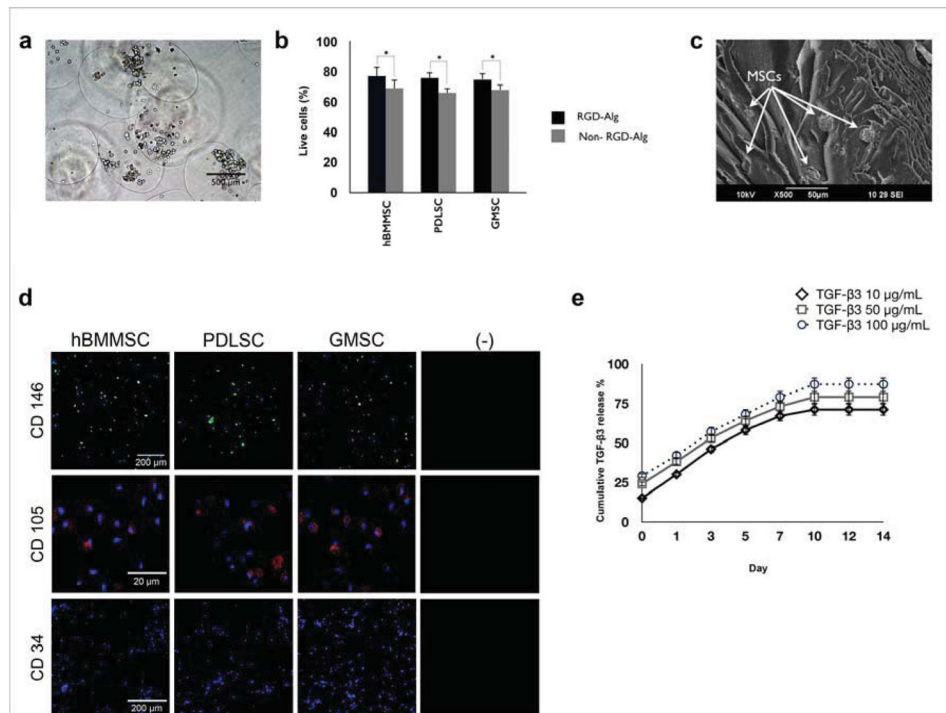 a
500 µm
b
Live cells (%)
100
80
60
40
20
0
*
*
*
hBMMSC
PDLSC
GMSC
RGD-Alg
Non- RGD-Alg
c
MSCs
10kV X500 50µm 10 29 SEI
d
hBMMSC PDLSC GMSC (-)
CD 146
200 µm
CD 105
20 µm
CD 34
200 µm
e
TGF-β3 10 µg/mL
TGF-β3 50 µg/mL
TGF-β3 100 µg/mL
Cumulative TGF-β3 release %
100
75
50
25
0
0 1 3 5 7 10 12 14
Day